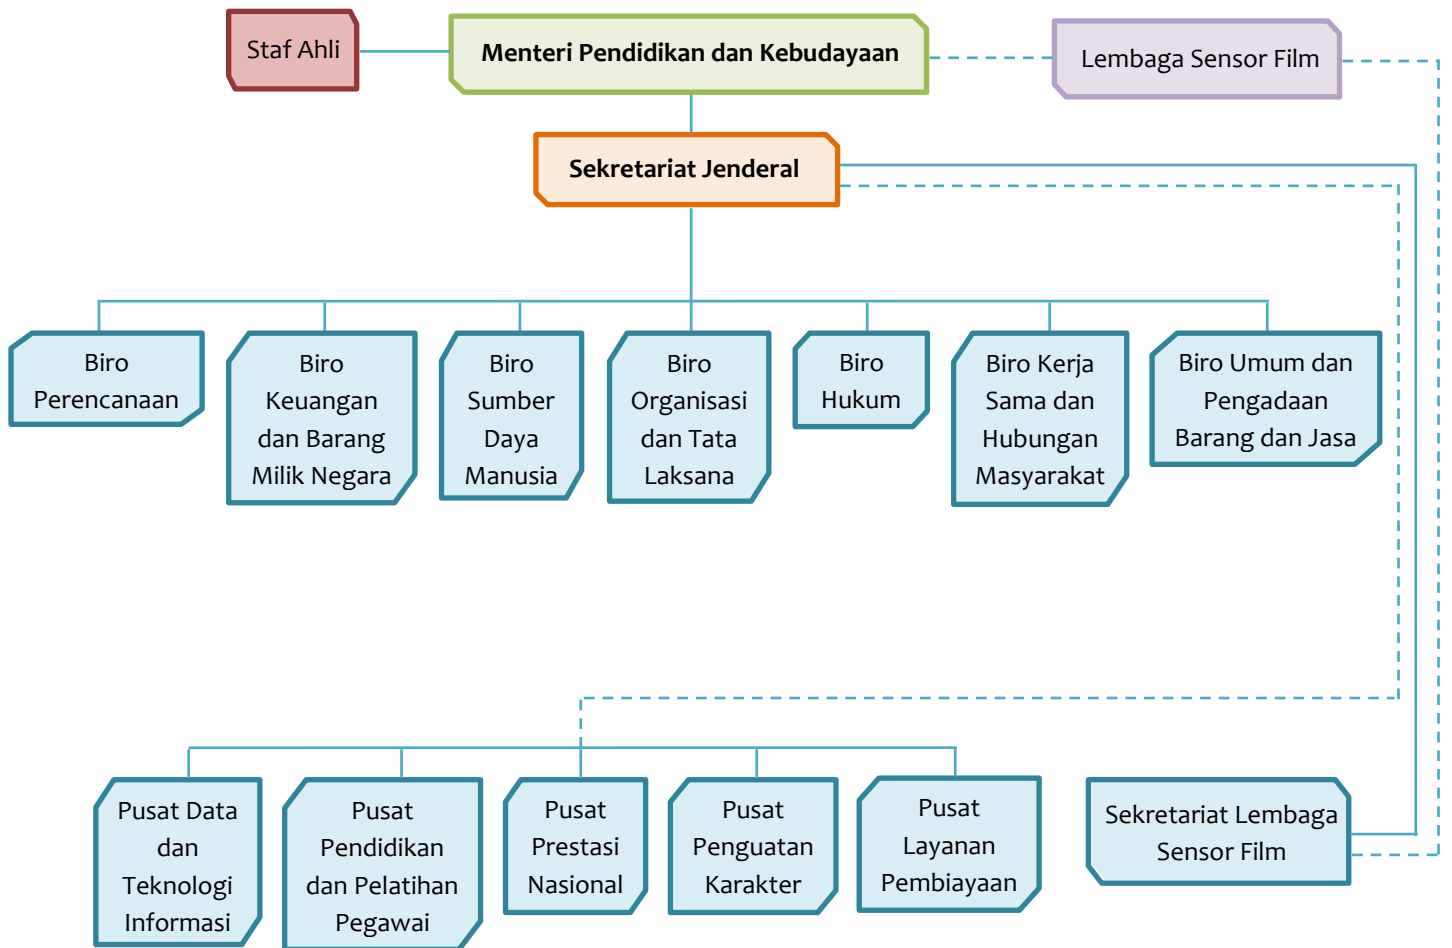 Staf Ahli
Menteri Pendidikan dan Kebudayaan
Lembaga Sensor Film
Sekretariat Jenderal
Biro
Perencanaan
Biro
Keuangan
dan Barang
Milik Negara
Biro
Sumber
Daya
Manusia
Biro
Organisasi
dan Tata
Laksana
Biro
Hukum
Biro Kerja
Sama dan
Hubungan
Masyarakat
Biro Umum dan
Pengadaan
Barang dan Jasa
Pusat Data
dan
Teknologi
Informasi
Pusat
Pendidikan
dan Pelatihan
Pegawai
Pusat
Prestasi
Nasional
Pusat
Penguatan
Karakter
Pusat
Layanan
Pembiayaan
Sekretariat Lembaga
Sensor Film